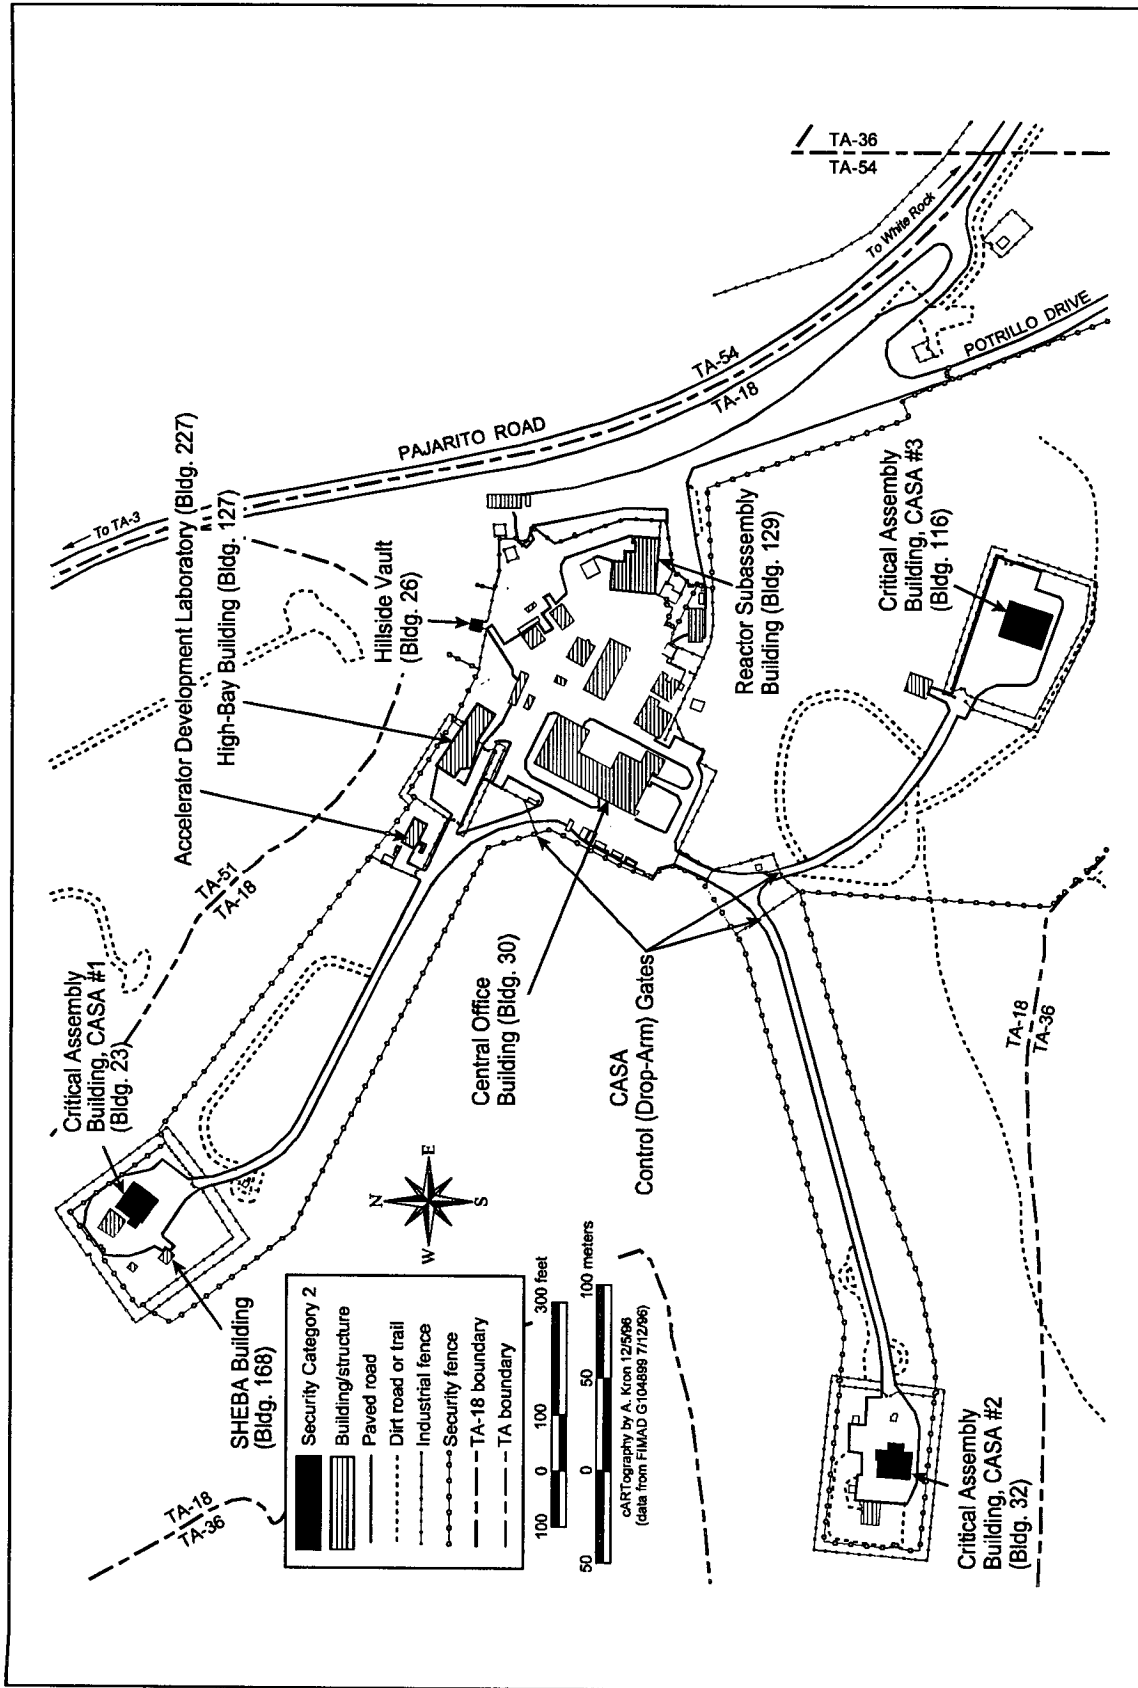 TA-36
TA-54
To White Rock
POTRILLO DRIVE
TA-54
TA-18
PAJARITO ROAD
To TA-3
Accelerator Development Laboratory (Bldg. 227)
High-Bay Building (Bldg. 127)
Hillside Vault
(Bldg. 26)
Reactor Subassembly
Building (Bldg. 129)
Critical Assembly
Building, CASA #3
(Bldg. 116)
TA-51
TA-18
Critical Assembly
Building, CASA #1
(Bldg. 23)
Central Office
Building (Bldg. 30)
CASA
Control (Drop-Arm) Gates
TA-18
TA-36
N
E
S
W
SHEBA Building
(Bldg. 168)
TA-18
TA-36
Security Category 2
Building/structure
Paved road
Dirt road or trail
Industrial fence
Security fence
TA-18 boundary
TA boundary
100 0 100 300 feet
50 0 50 100 meters
cARTography by A. Kron 12/5/96
(data from FIMAD G104899 7/12/96)
Critical Assembly
Building, CASA #2
(Bldg. 32)